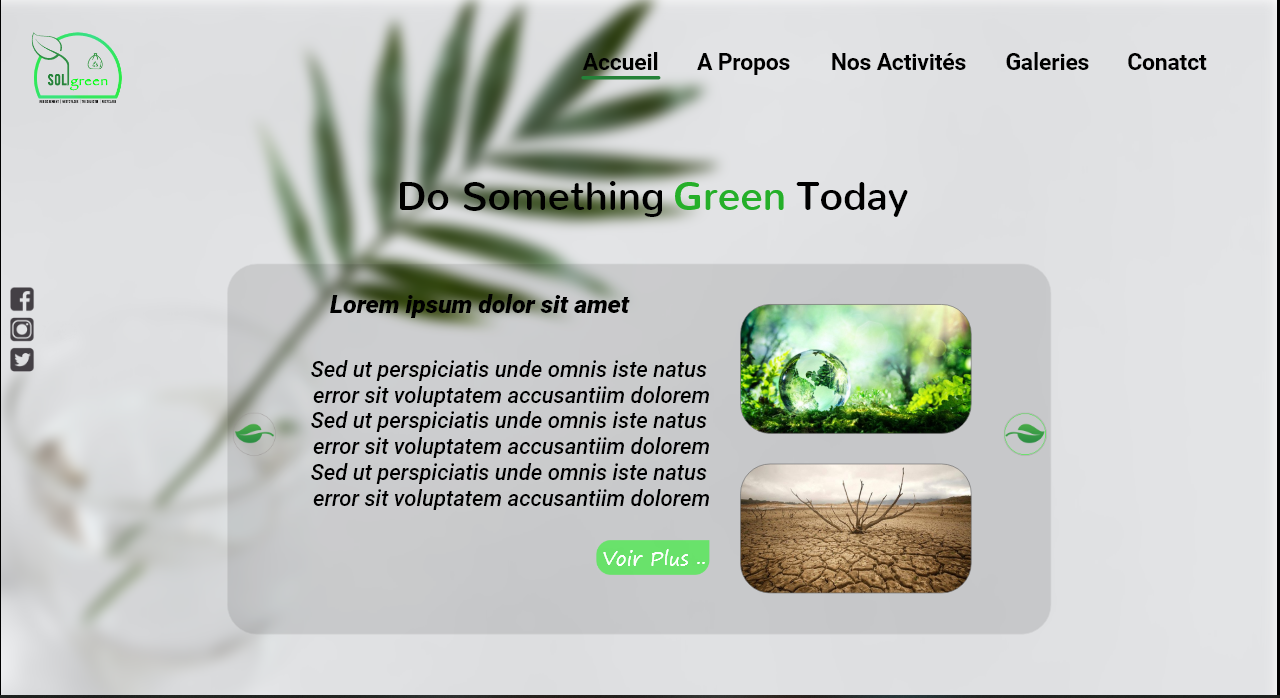 SOLgreen
Accueil A Propos Nos Activités Galeries Conatct
Do Something Green Today
Lorem ipsum dolor sit amet
Sed ut perspiciatis unde omnis iste natus
error sit voluptatem accusantiim dolorem
Sed ut perspiciatis unde omnis iste natus
error sit voluptatem accusantiim dolorem
Sed ut perspiciatis unde omnis iste natus
error sit voluptatem accusantiim dolorem
Voir Plus ..